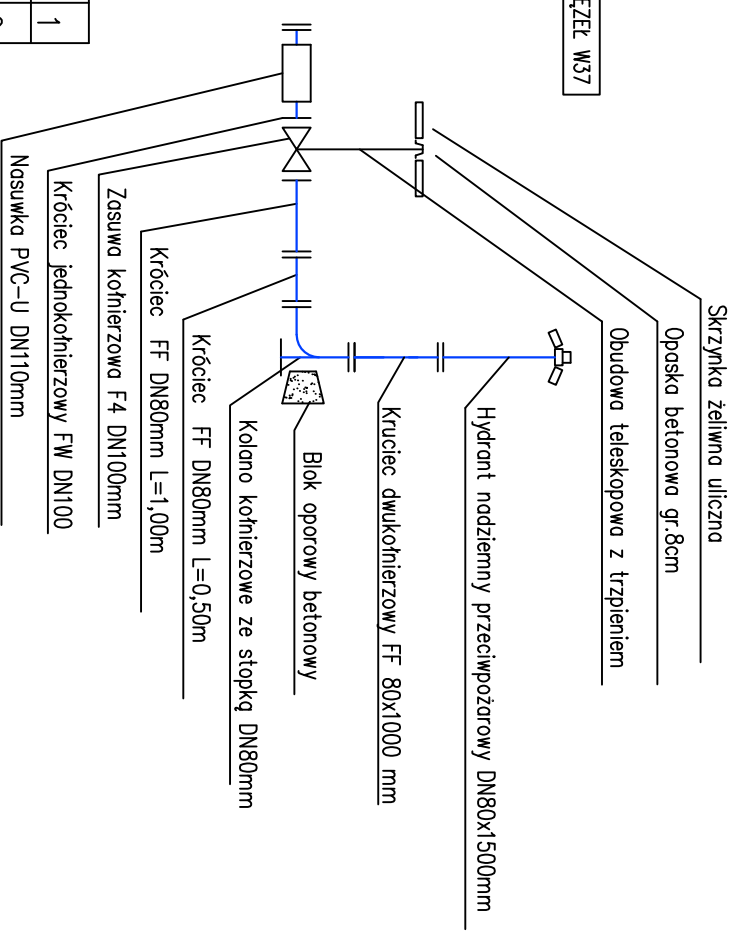 ĘZEŁ W37
Skrzynka żeliwna uliczna
Opaska betonowa gr.8cm
Obudowa teleskopowa z trzpieniem
Hydrant nadziemny przeciwpożarowy DN80x1500mm
Kruciec dwukołnierzowy FF 80x1000 mm
Blok oporowy betonowy
Kolano kołnierzowe ze stopką DN80mm
Króciec FF DN80mm L=0,50m
Króciec FF DN80mm L=1,00m
Zasuwa kołnierzowa F4 DN100mm
Króciec jednokołnierzowy FW DN100
Nasuwka PVC-U DN110mm
1